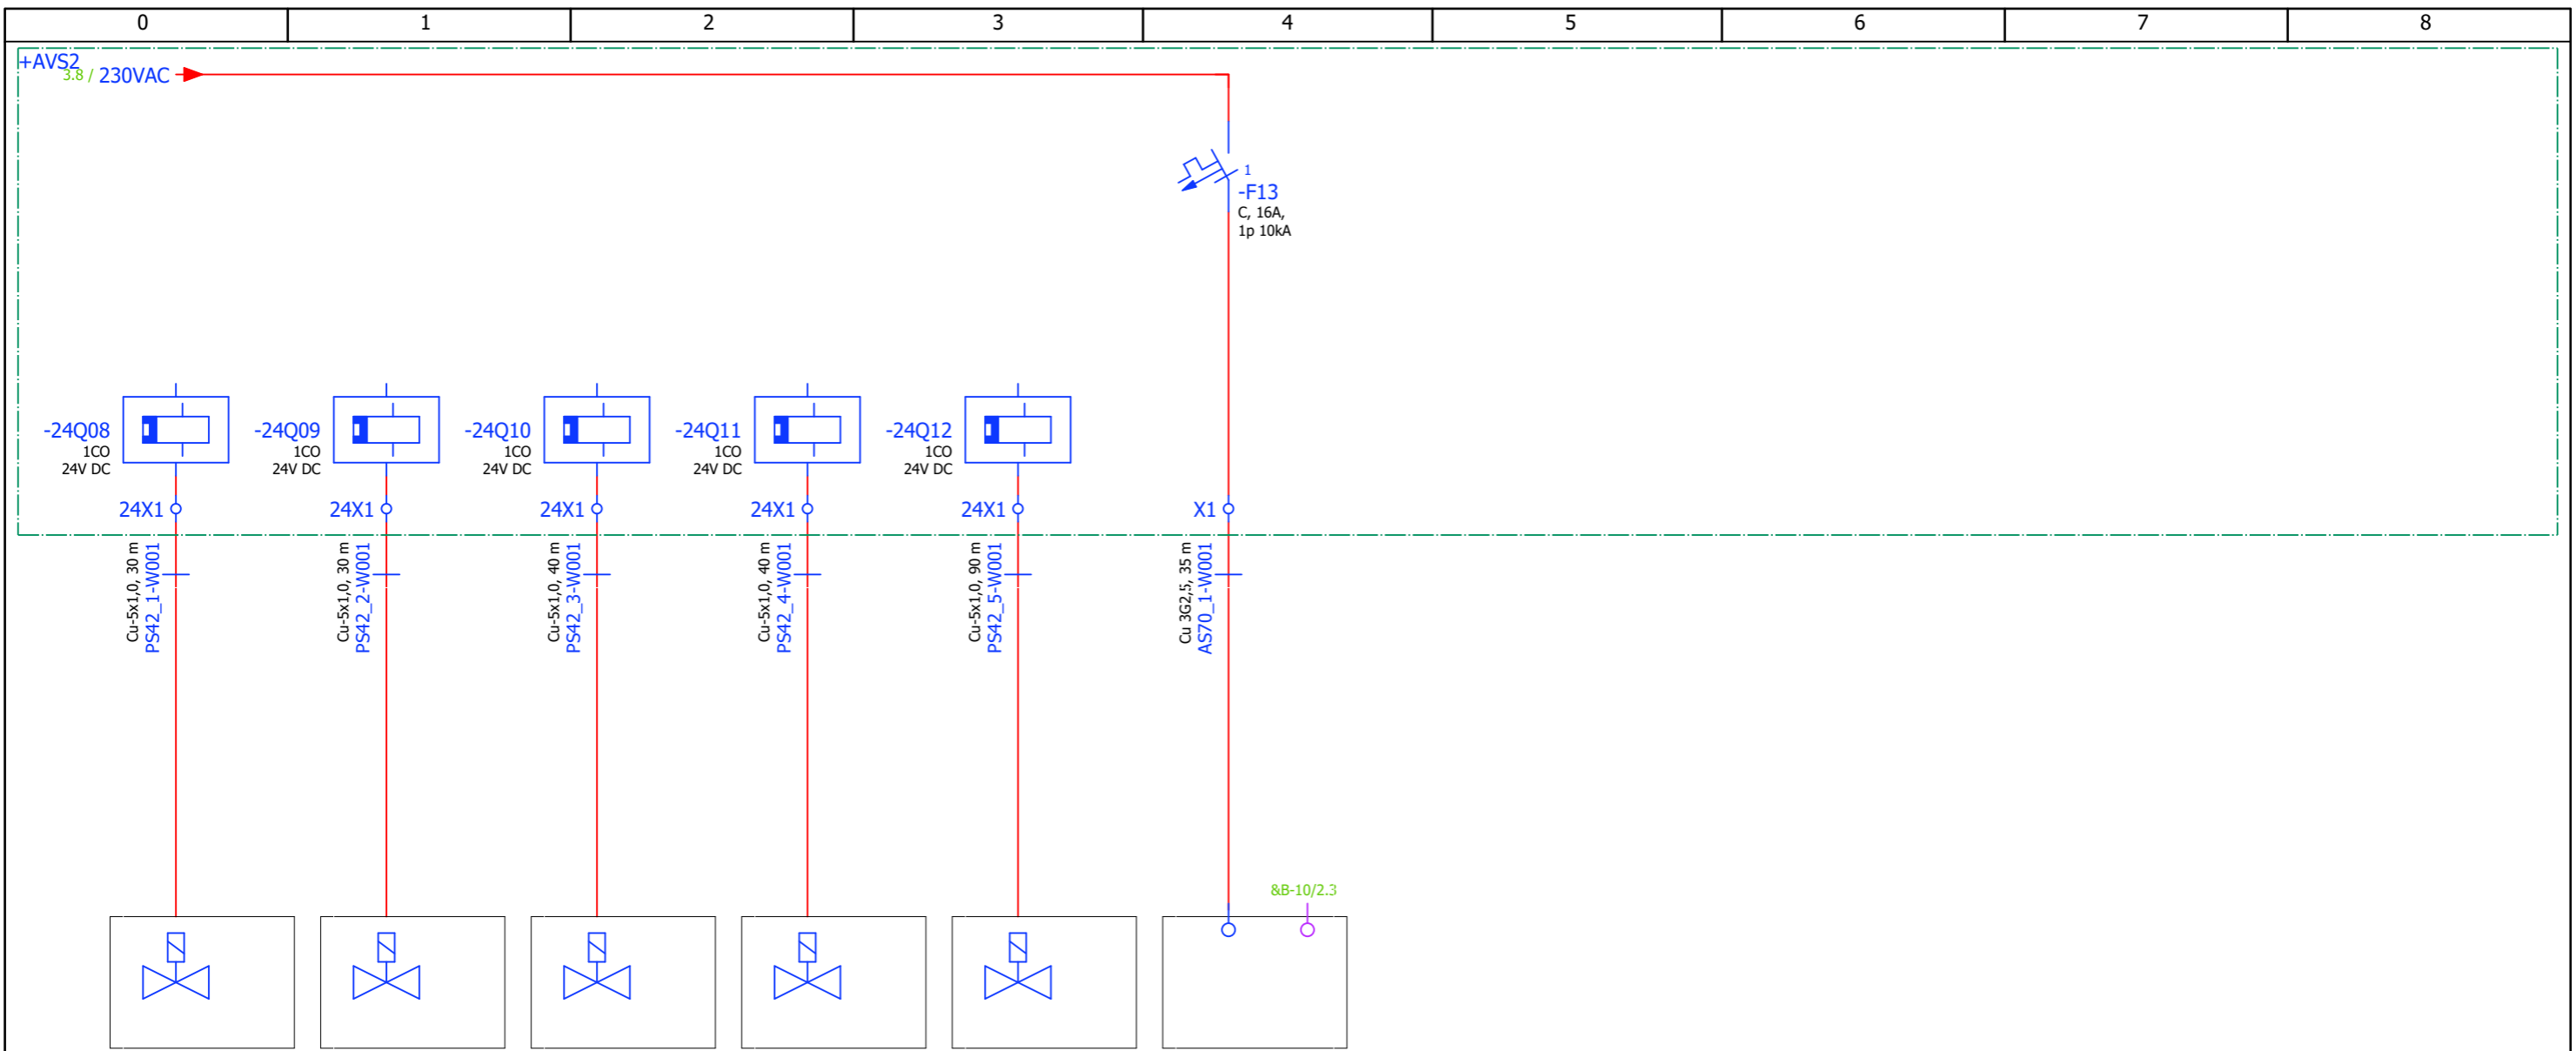 0 1 2 3 4 5 6 7 8
+AVS2
3.8 / 230VAC
1
-F13
C, 16A,
1p 10kA
-24Q08
1CO
24V DC
-24Q09
1CO
24V DC
-24Q10
1CO
24V DC
-24Q11
1CO
24V DC
-24Q12
1CO
24V DC
24X1
24X1
24X1
24X1
24X1
X1
Cu-5x1,0, 30 m
PS42_1-W001
Cu-5x1,0, 30 m
PS42_2-W001
Cu-5x1,0, 40 m
PS42_3-W001
Cu-5x1,0, 40 m
PS42_4-W001
Cu-5x1,0, 90 m
PS42_5-W001
Cu 3G2,5, 35 m
AS70_1-W001
&B-10/2.3